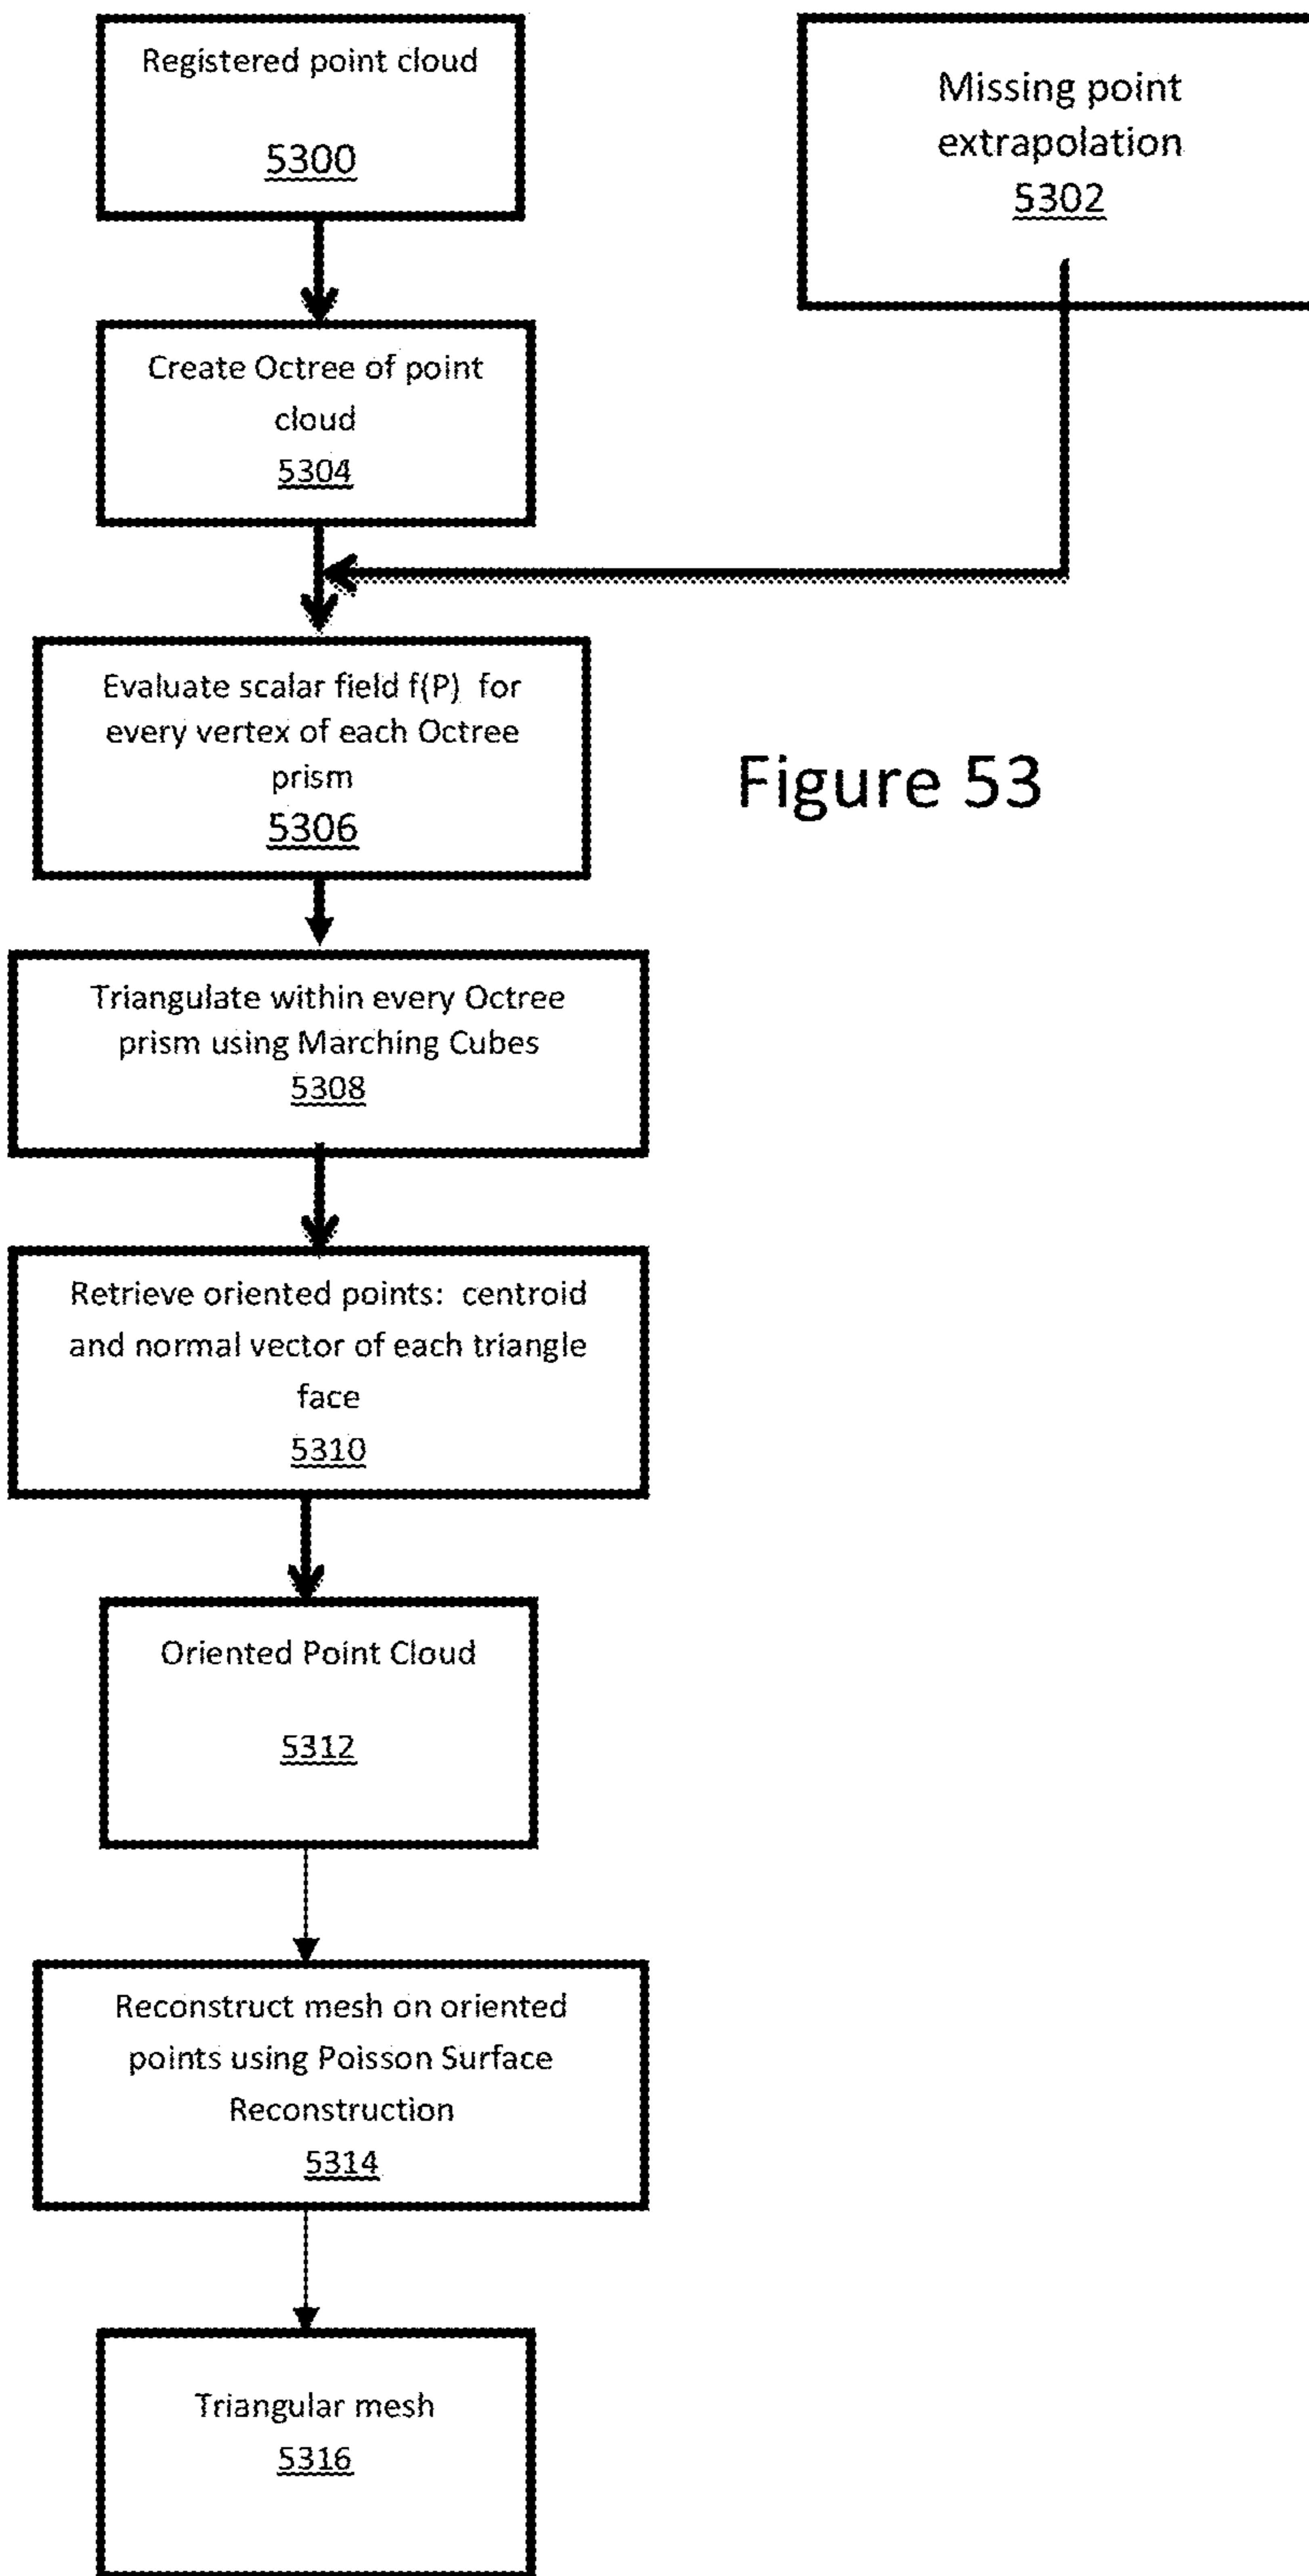 Registered point cloud
5300
Missing point
extrapolation
5302
Create Octree of point
cloud
5304
Evaluate scalar field f(P) for
every vertex of each Octree
prism
5306
Figure 53
Triangulate within every Octree
prism using Marching Cubes
5308
Retrieve oriented points: centroid
and normal vector of each triangle
face
5310
Oriented Point Cloud
5312
Reconstruct mesh on oriented
points using Poisson Surface
Reconstruction
5314
Triangular mesh
5316